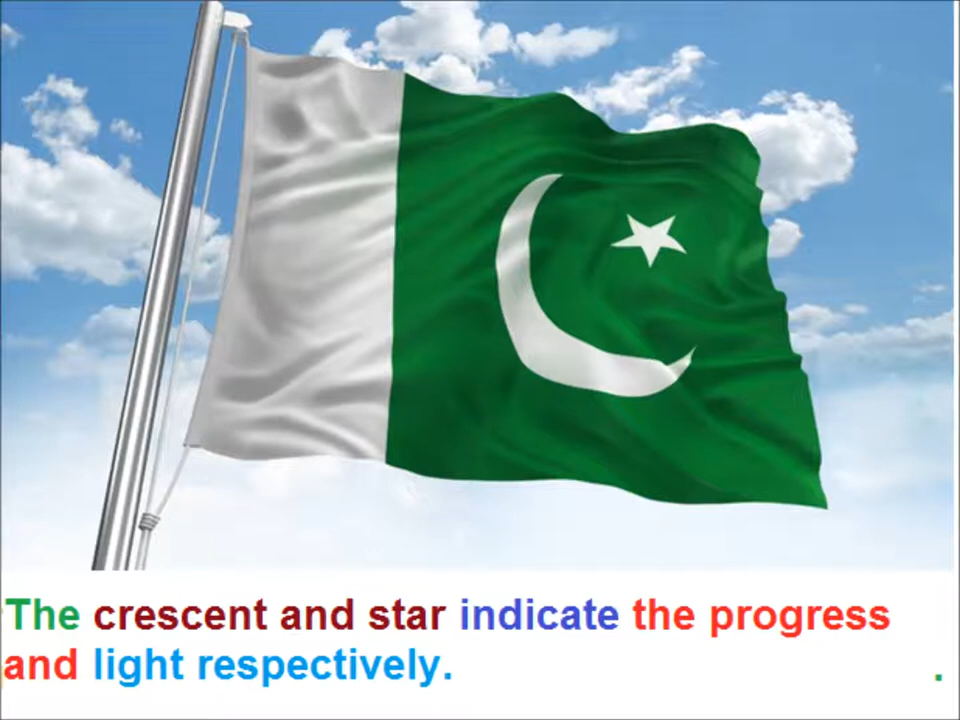 The crescent and star indicate the progress
and light respectively. .